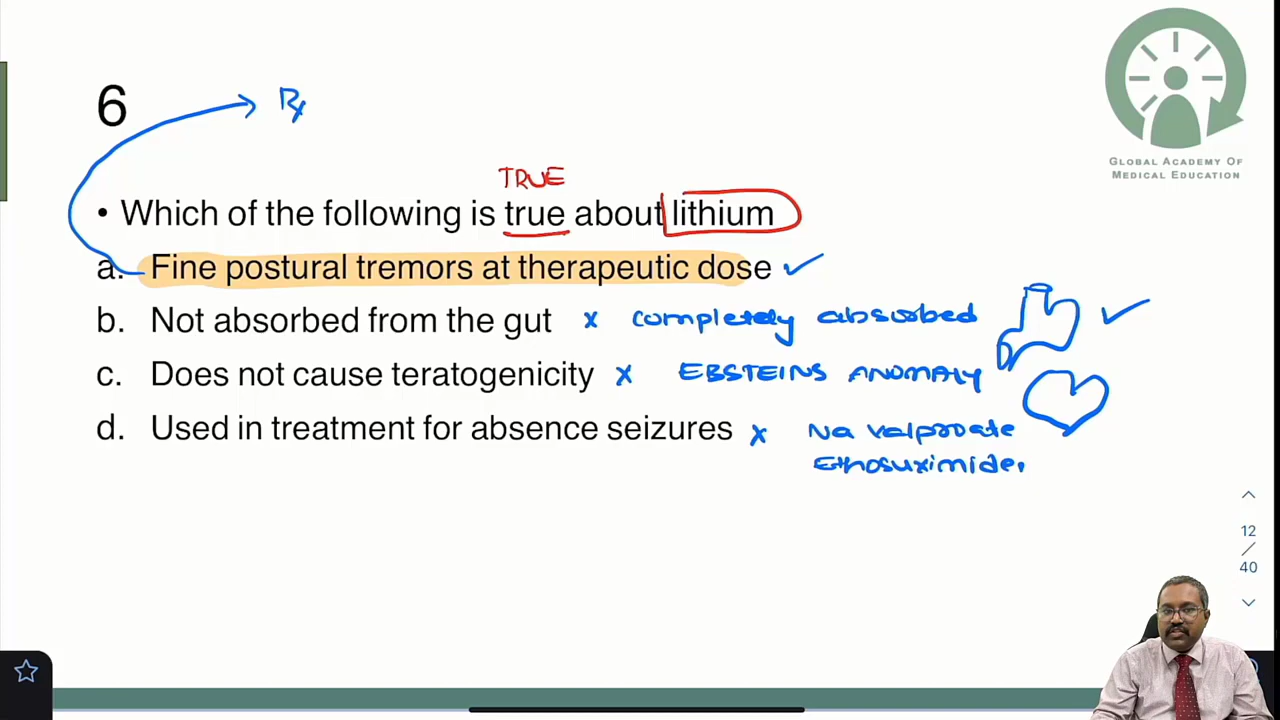 GLOBAL ACADEMY OF
MEDICAL EDUCATION
6
Rx
TRUE
• Which of the following is true about lithium
a. Fine postural tremors at therapeutic dose ✓
b. Not absorbed from the gut x completely absorbed ✓
c. Does not cause teratogenicity x EBSTEINS ANOMALY
d. Used in treatment for absence seizures x Na valproate
Ethosuximide.
12
/
40